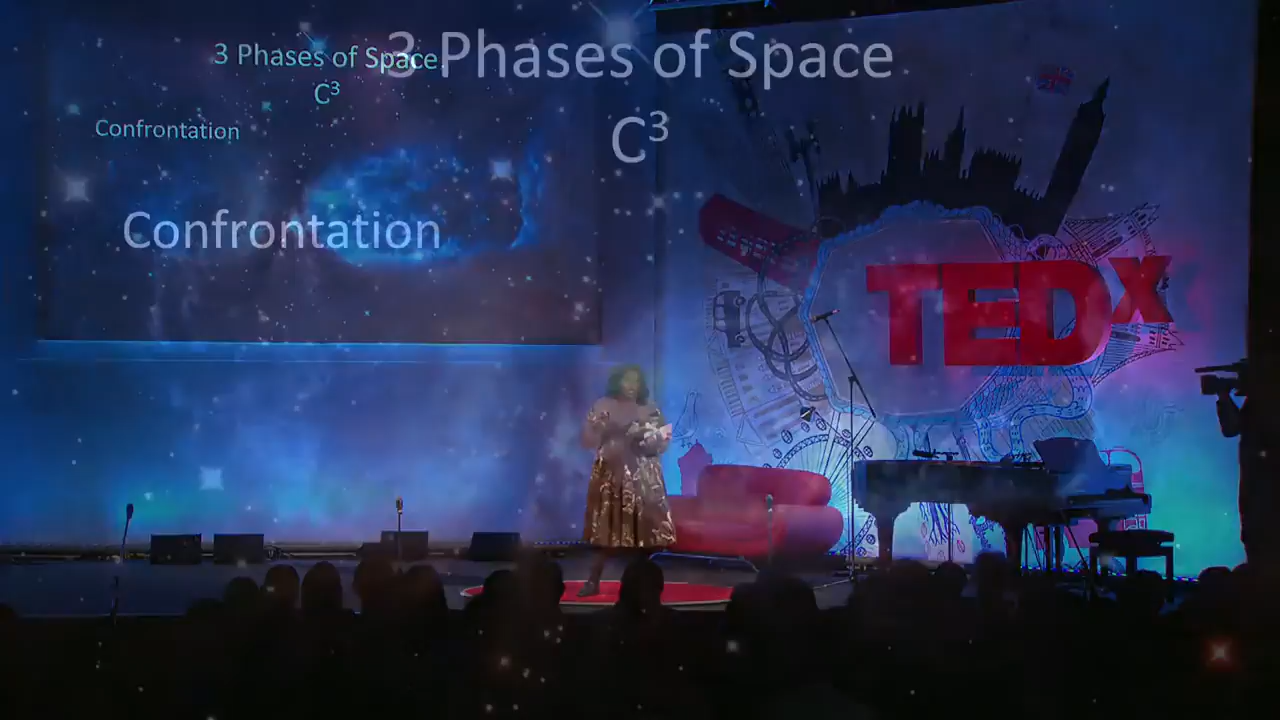 3 Phases of Space
C³
Confrontation
3 Phases of Space
C³
Confrontation
TEDx